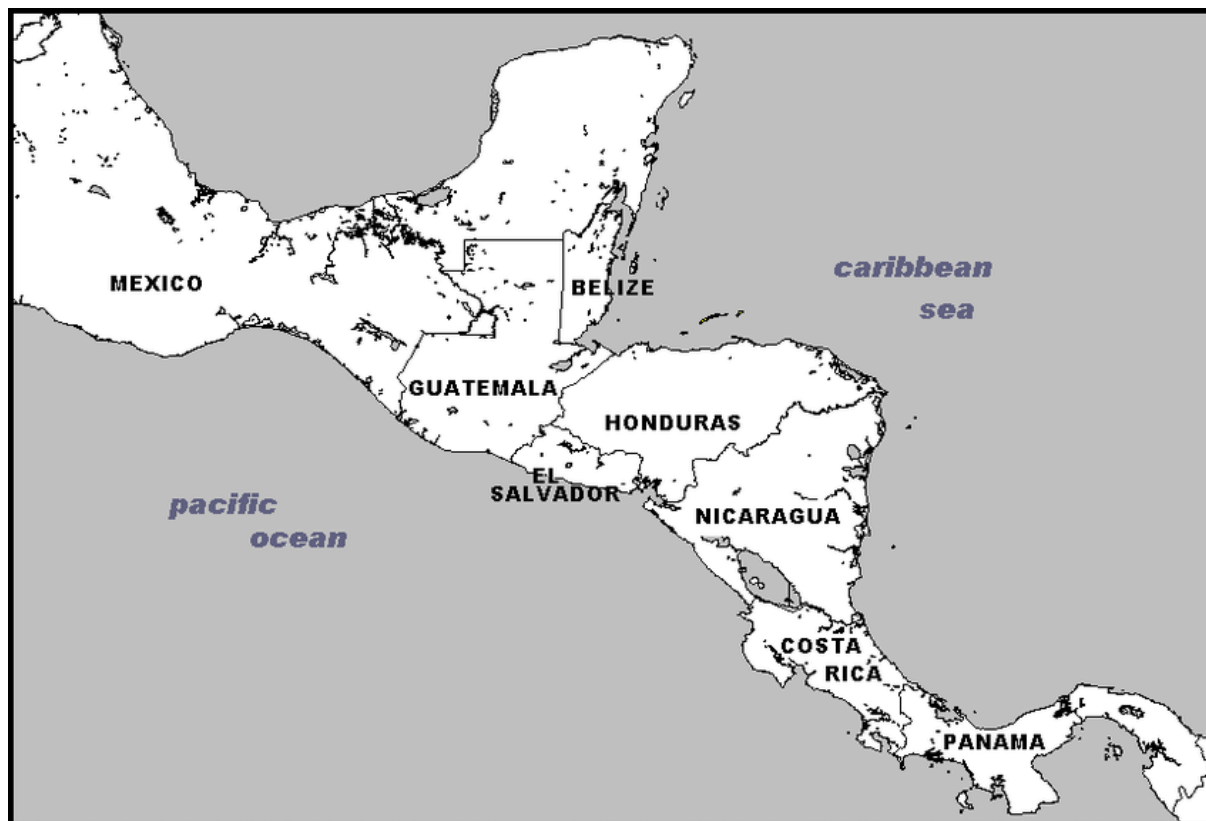 caribbean
sea
MEXICO
BELIZE
GUATEMALA
HONDURAS
EL
SALVADOR
pacific
ocean
NICARAGUA
COSTA
RICA
PANAMA